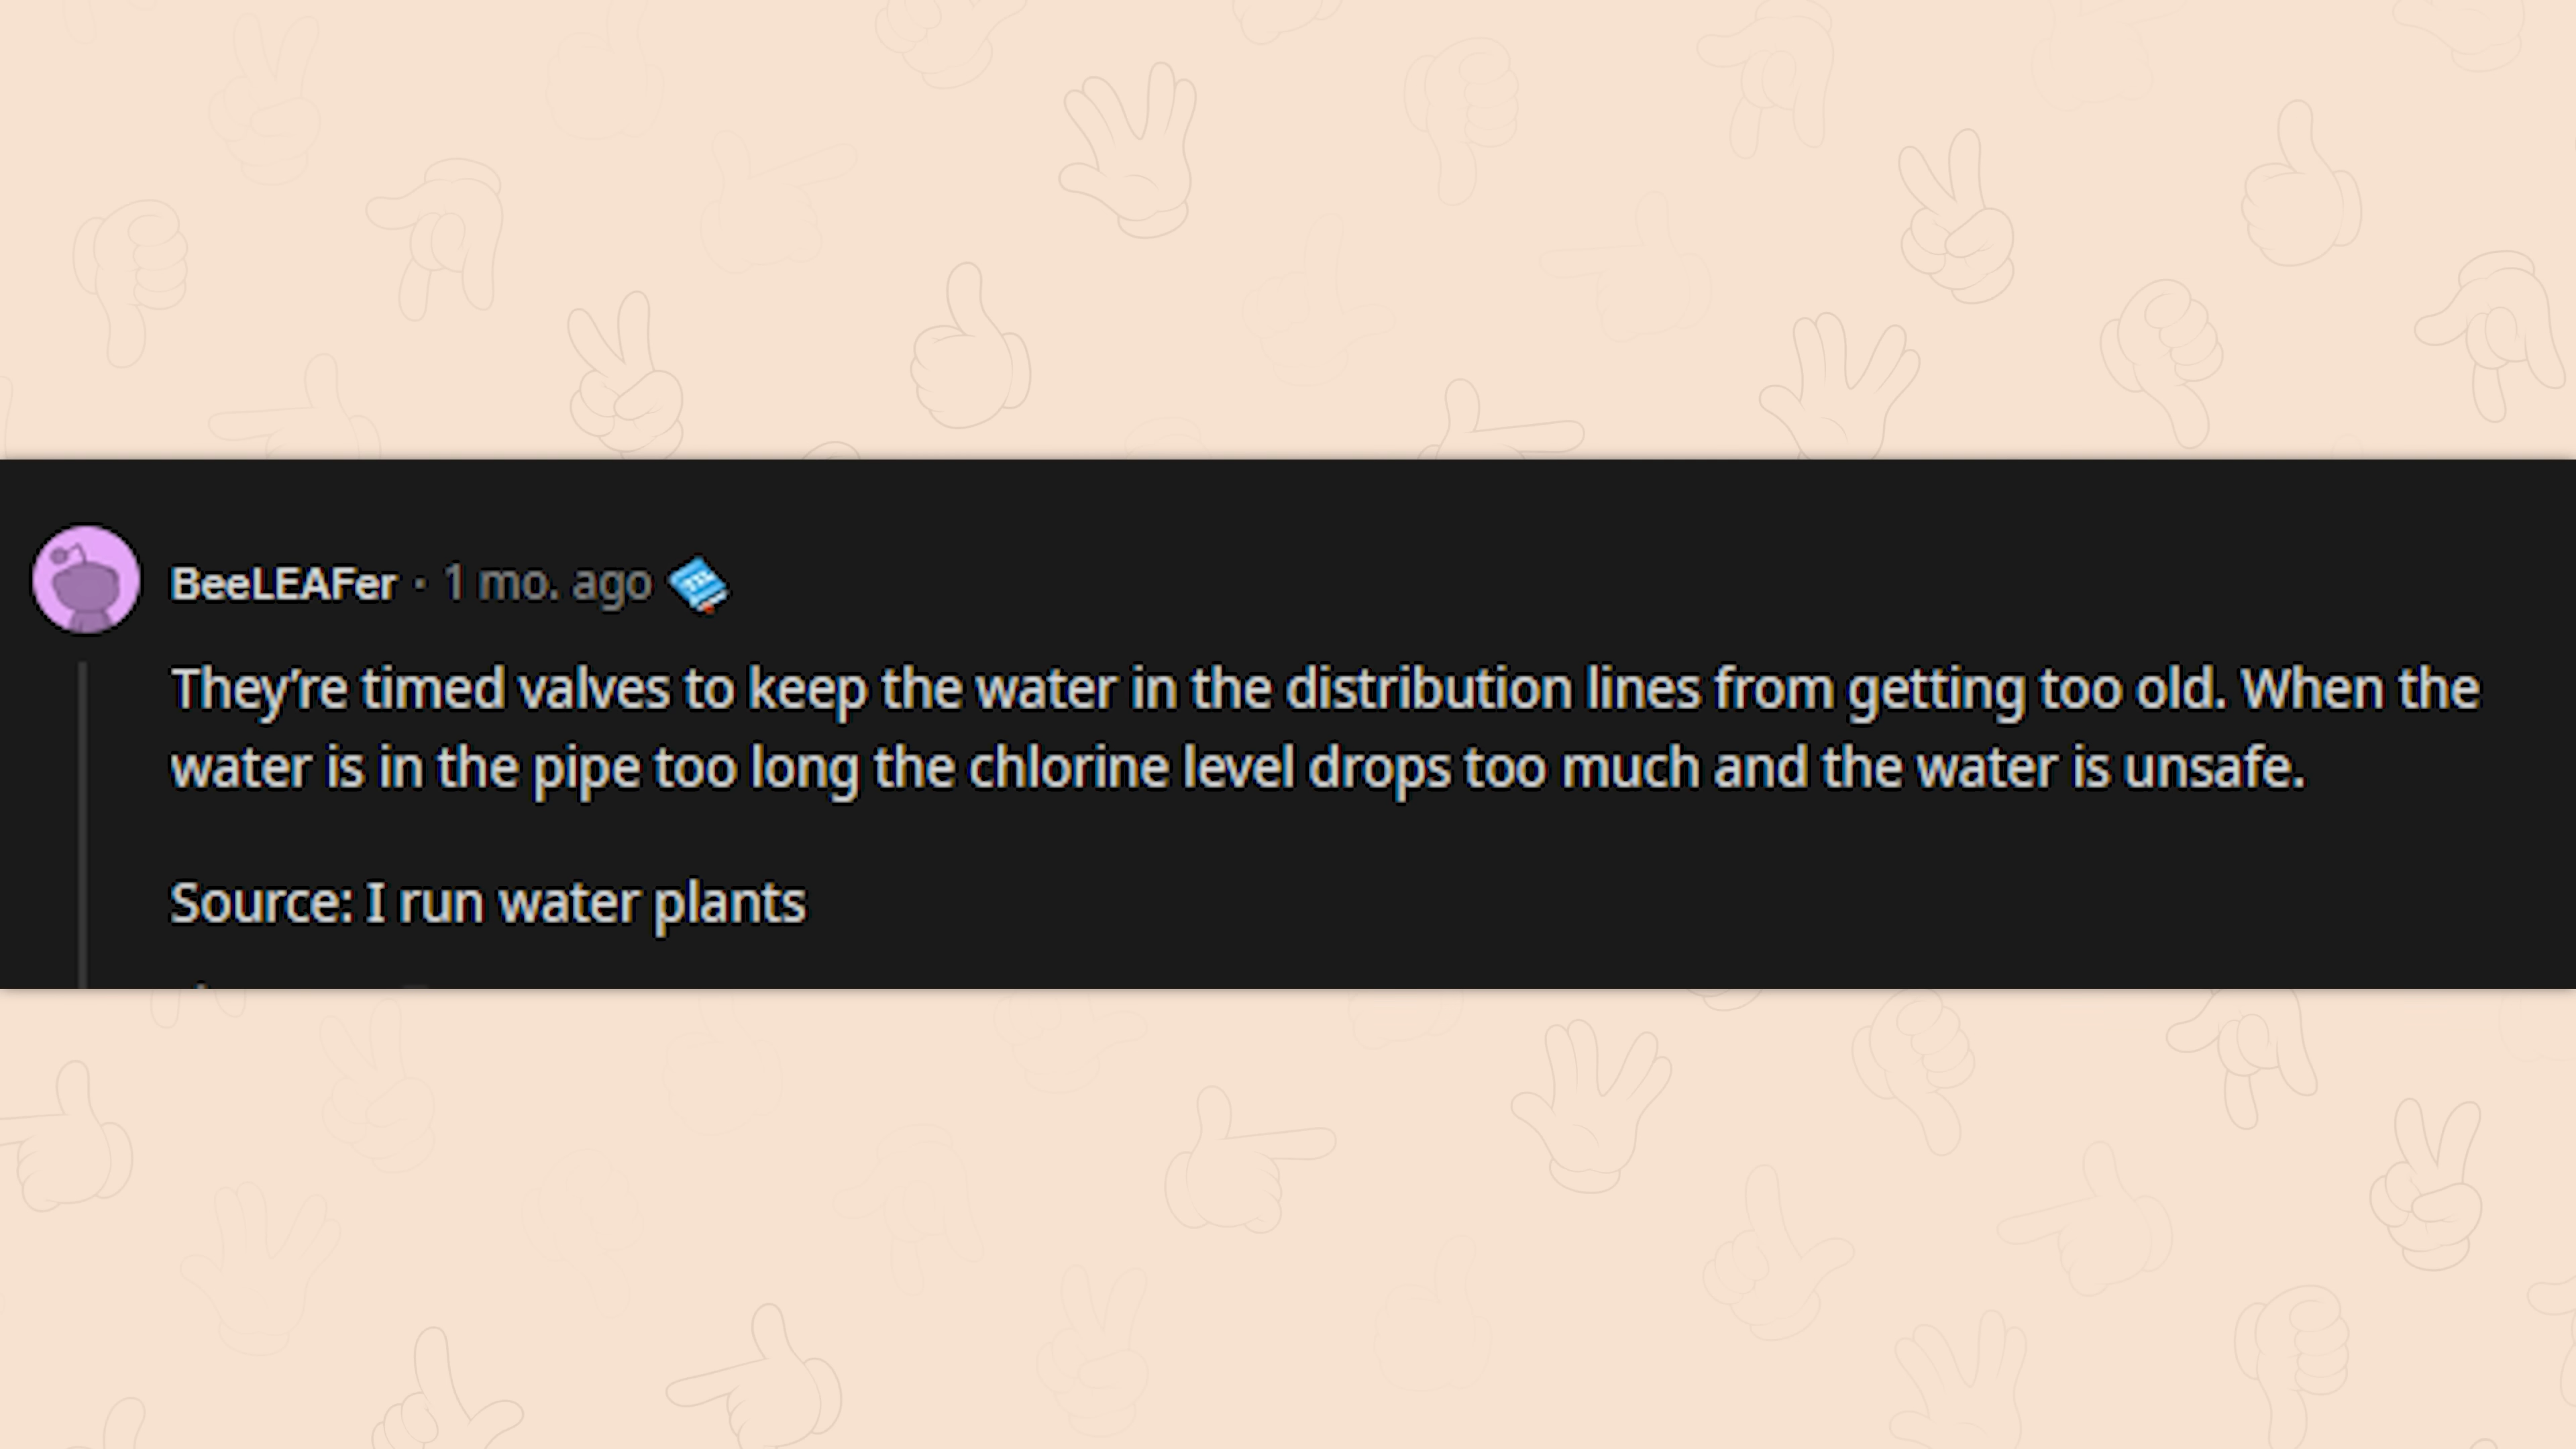 BeeLEAFer · 1 mo. ago
They’re timed valves to keep the water in the distribution lines from getting too old. When the
water is in the pipe too long the chlorine level drops too much and the water is unsafe.
Source: I run water plants